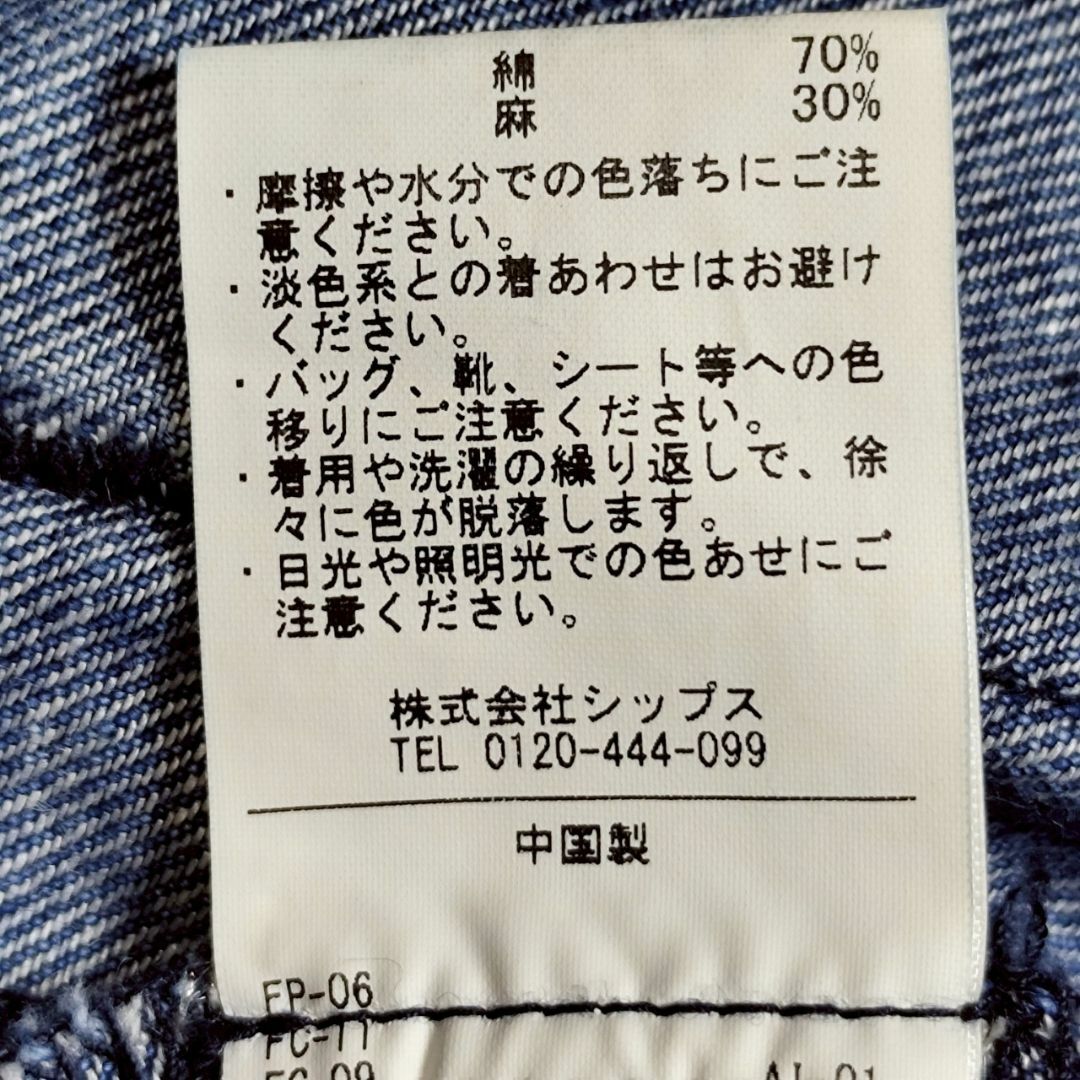 綿 70%
麻 30%
・摩擦や水分での色落ちにご注
意ください。
・淡色系との着あわせはお避け
ください。
・バッグ、靴、シート等への色
移りにご注意ください。
・着用や洗濯の繰り返しで、徐
々に色が脱落します。
・日光や照明光での色あせにご
注意ください。
株式会社シップス
TEL 0120-444-099
中国製
FP-06
FC-11